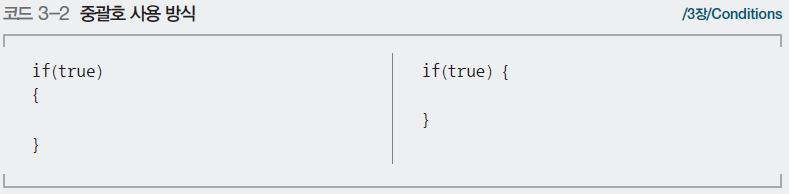 코드 3-2 중괄호 사용 방식
/3장/Conditions
if(true)
{
}
if(true) {
}